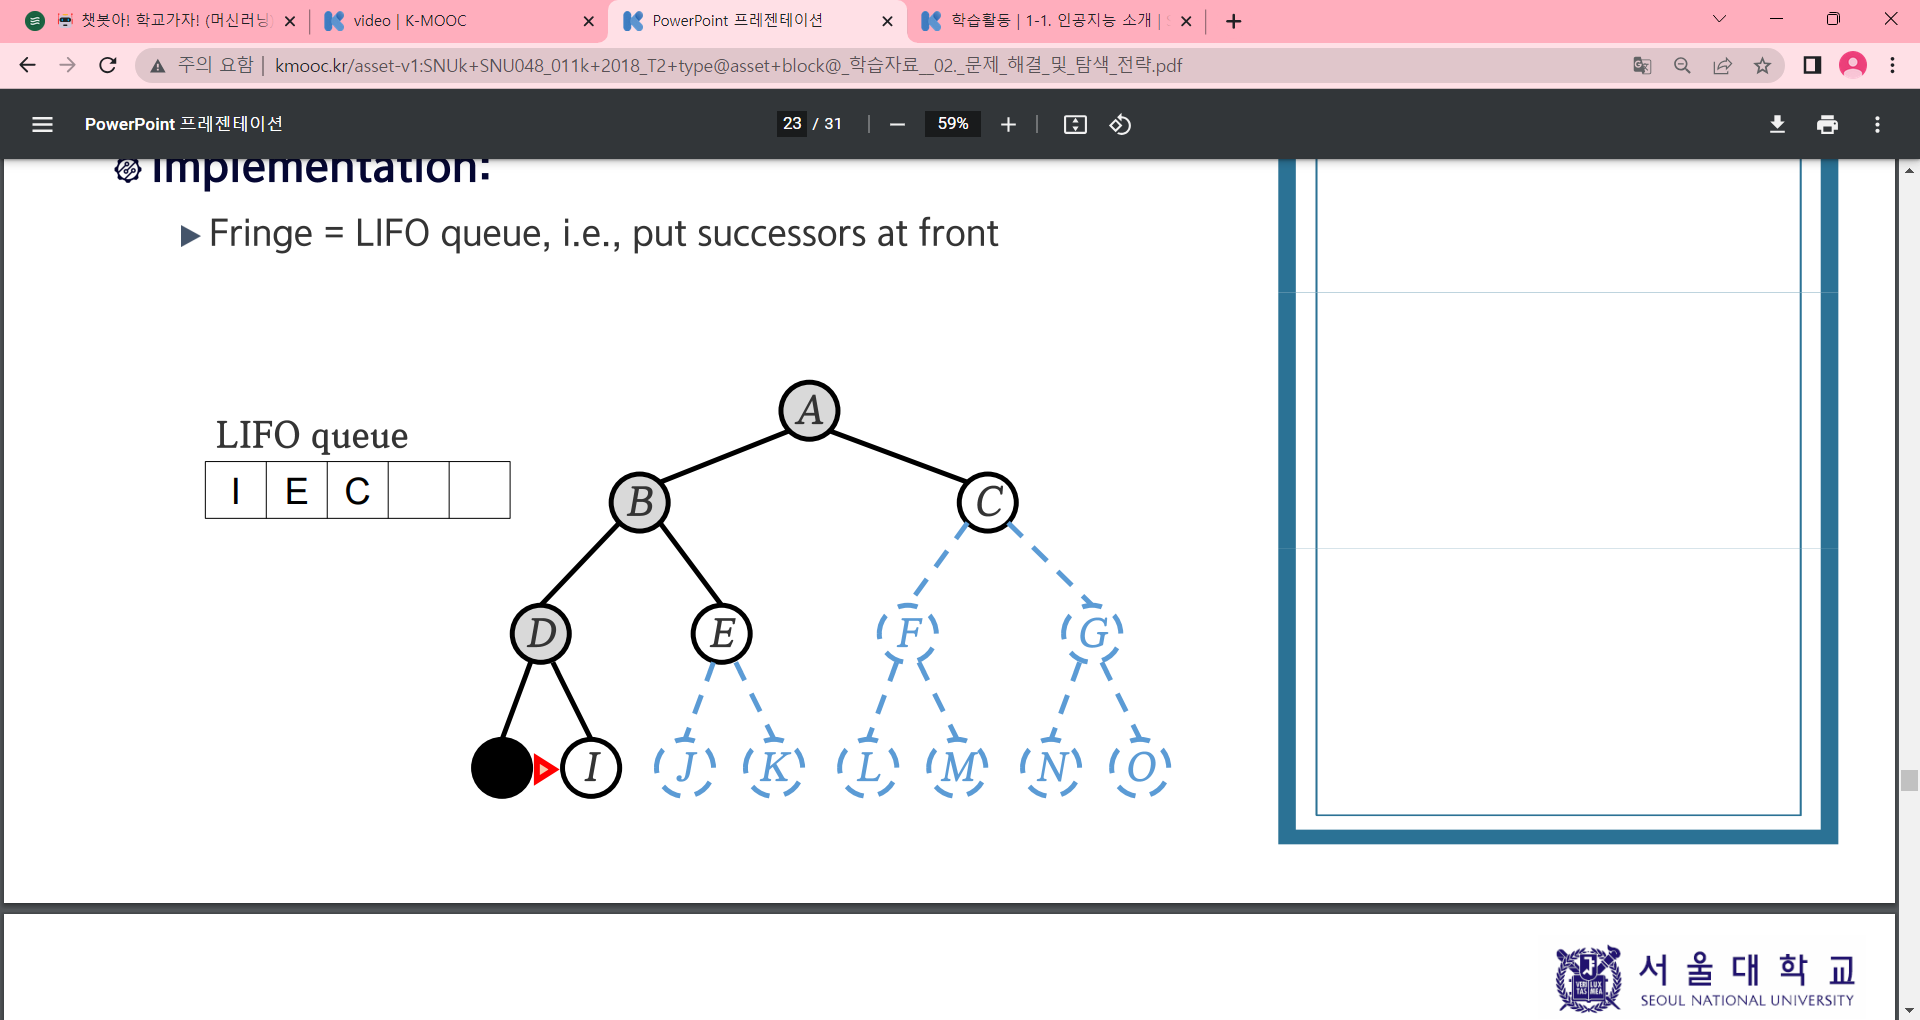 챗봇아! 학교가자! (머신러닝
video | K-MOOC
PowerPoint 프레젠테이션
학습활동 | 1-1. 인공지능 소개 |
주의 요함 | kmooc.kr/asset-v1:SNUk+SNU048_011k+2018_T2+type@asset+block@_학습자료__02._문제_해결_및_탐색_전략.pdf
PowerPoint 프레젠테이션
23 / 31
59%
Implementation:
Fringe = LIFO queue, i.e., put successors at front
LIFO queue
I E C
A
B C
D E F G
I J K L M N O
서울대학교
SEOUL NATIONAL UNIVERSITY